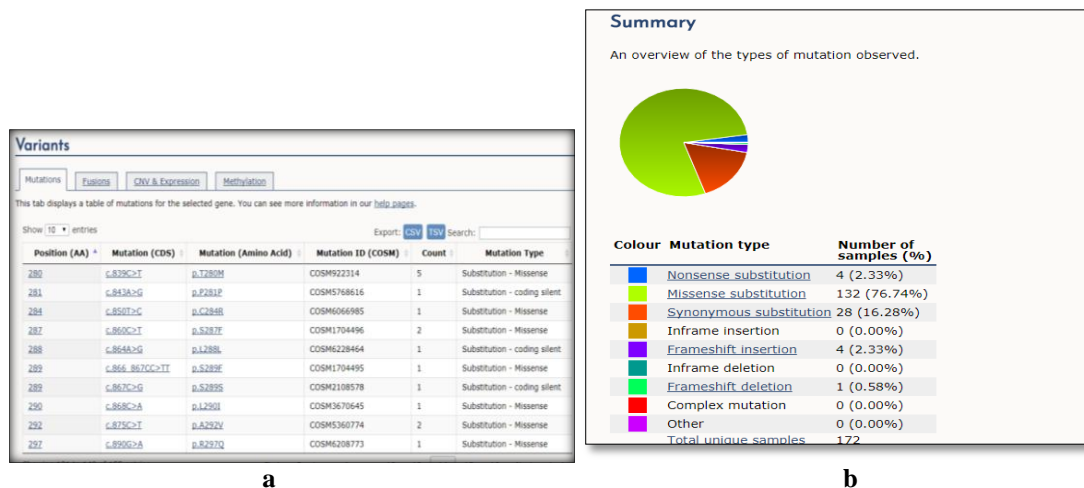 Variants
Mutations Fusions CNV & Expression Methylation
This tab displays a table of mutations for the selected gene. You can see more information in our help pages.
Show 10 entries Export: CSV TSV Search:
Position (AA) Mutation (CDS) Mutation (Amino Acid) Mutation ID (COSM) Count Mutation Type
280 c.839C>T p.T280M COSM922314 5 Substitution - Missense
281 c.843A>G p.P281P COSM5768616 1 Substitution - coding silent
284 c.850T>C p.C284R COSM6066985 1 Substitution - Missense
287 c.860C>T p.S287F COSM1704496 2 Substitution - Missense
288 c.864A>G p.L288L COSM6228464 1 Substitution - coding silent
289 c.866_867CC>TT p.S289F COSM1704495 1 Substitution - Missense
289 c.867C>G p.S289S COSM2108578 1 Substitution - coding silent
290 c.868C>A p.L290I COSM3670645 1 Substitution - Missense
292 c.875C>T p.A292V COSM5360774 2 Substitution - Missense
297 c.890G>A p.R297Q COSM6208773 1 Substitution - Missense
a
Summary
An overview of the types of mutation observed.
Colour Mutation type Number of
samples (%)
Nonsense substitution 4 (2.33%)
Missense substitution 132 (76.74%)
Synonymous substitution 28 (16.28%)
Inframe insertion 0 (0.00%)
Frameshift insertion 4 (2.33%)
Inframe deletion 0 (0.00%)
Frameshift deletion 1 (0.58%)
Complex mutation 0 (0.00%)
Other 0 (0.00%)
Total unique samples 172
b